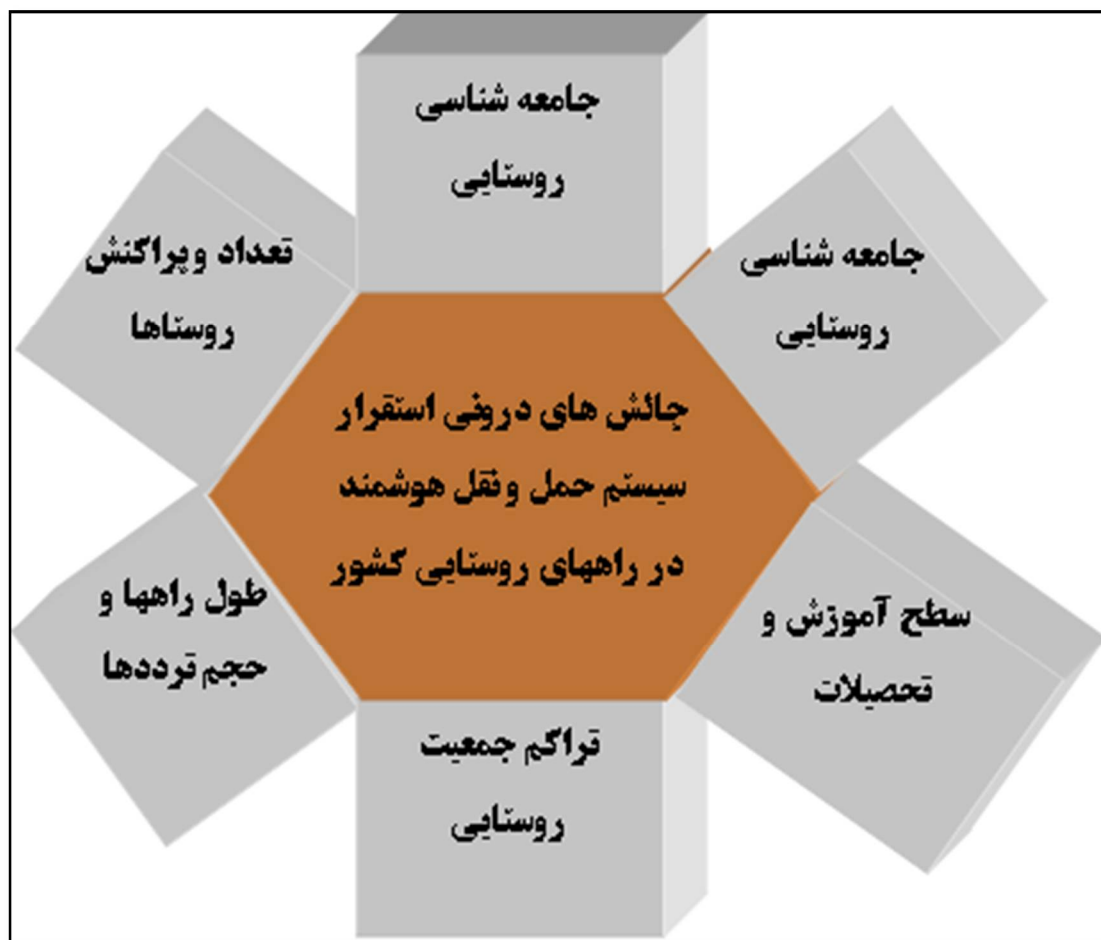 جامعه شناسی
روستایی
جامعه شناسی
روستایی
تعداد و پراکنش
روستاها
چالش های درونی استقرار
سیستم حمل و نقل هوشمند
در راههای روستایی کشور
سطح آموزش و
تحصیلات
طول راهها و
حجم ترددها
تراکم جمعیت
روستایی